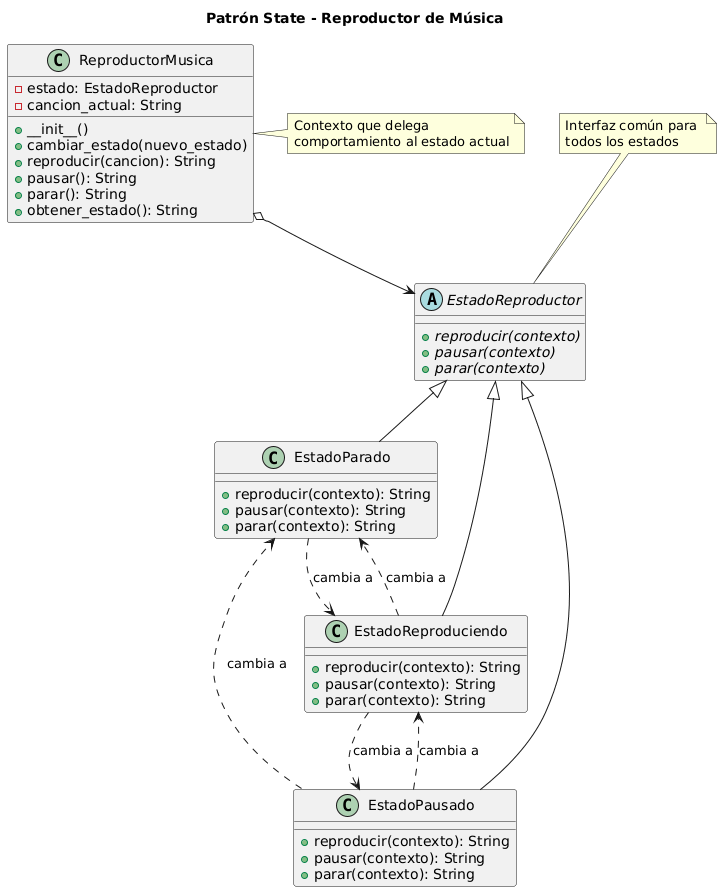 Patrón State - Reproductor de Música
C ReproductorMusica
estado: EstadoReproductor
cancion_actual: String
__init__()
cambiar_estado(nuevo_estado)
reproducir(cancion): String
pausar(): String
parar(): String
obtener_estado(): String
Contexto que delega
comportamiento al estado actual
Interfaz común para
todos los estados
A EstadoReproductor
reproducir(contexto)
pausar(contexto)
parar(contexto)
C EstadoParado
reproducir(contexto): String
pausar(contexto): String
parar(contexto): String
cambia a
cambia a
C EstadoReproduciendo
reproducir(contexto): String
pausar(contexto): String
parar(contexto): String
cambia a
cambia a
cambia a
C EstadoPausado
reproducir(contexto): String
pausar(contexto): String
parar(contexto): String